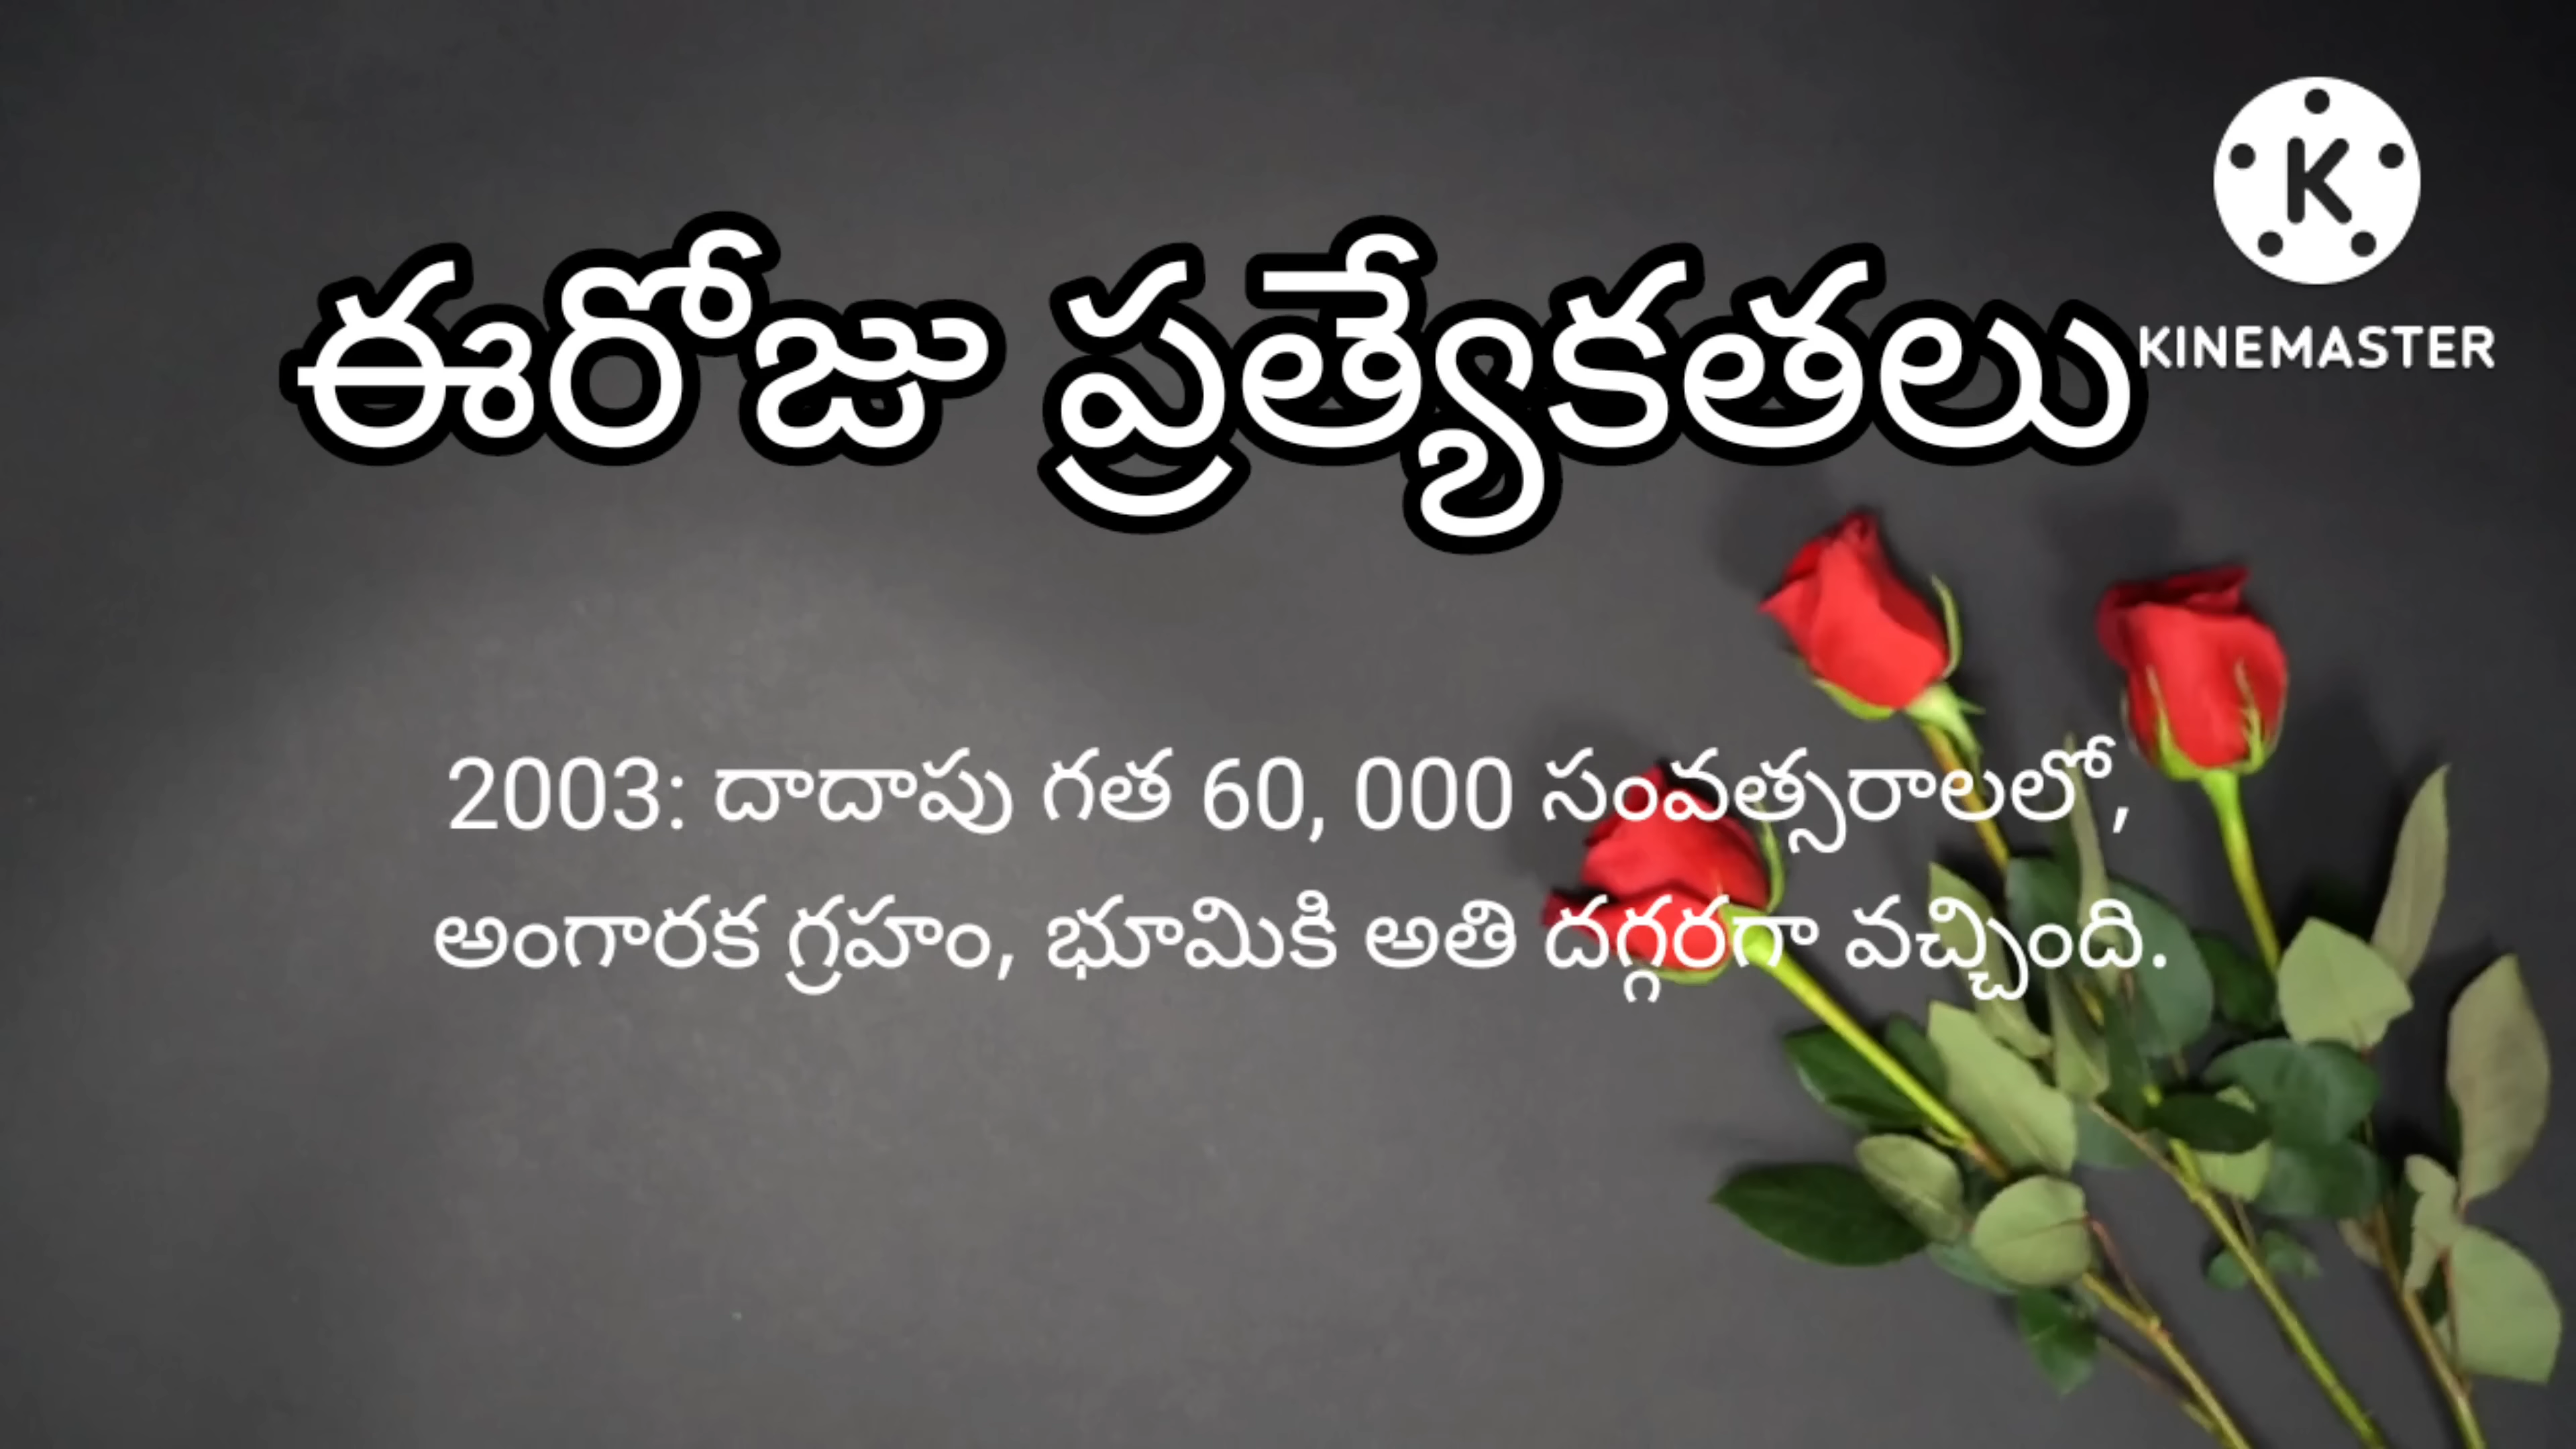 ఈరోజు ప్రత్యేకతలు
K
KINEMASTER
2003: దాదాపు గత 60, 000 సంవత్సరాలలో,
అంగారక గ్రహం, భూమికి అతి దగ్గరగా వచ్చింది.